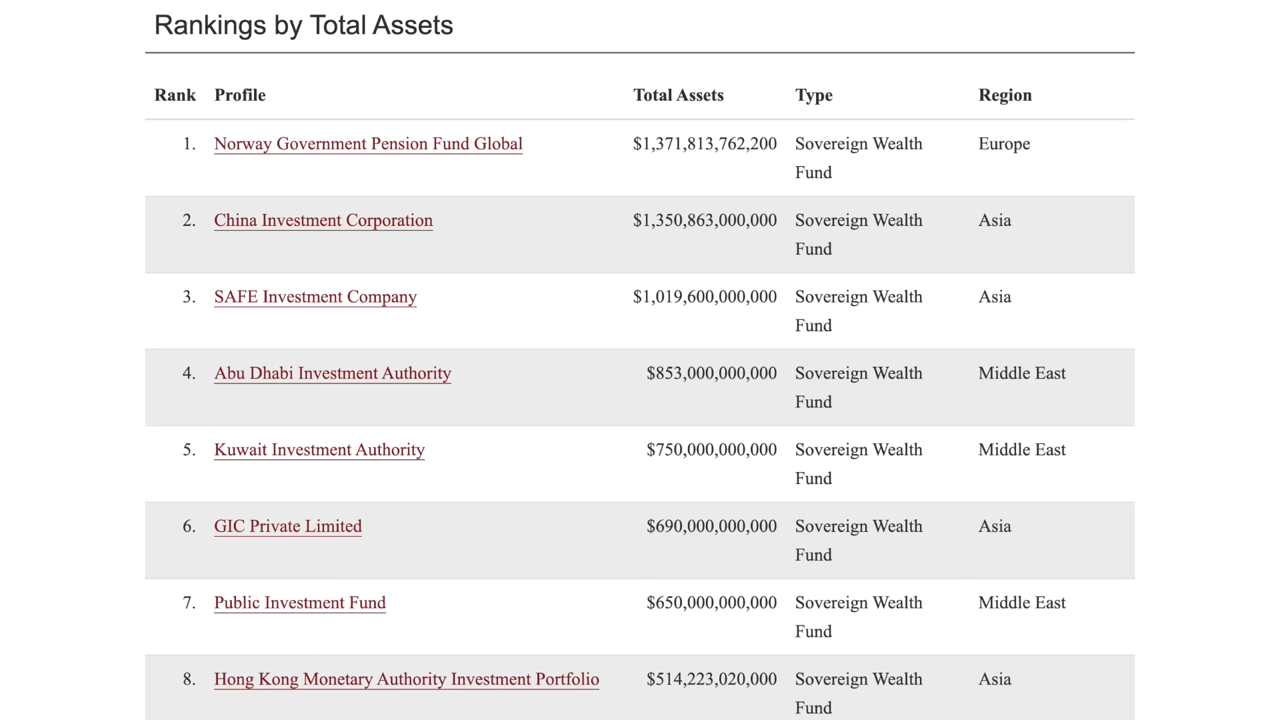 Rankings by Total Assets
Rank Profile Total Assets Type Region
1. Norway Government Pension Fund Global $1,371,813,762,200 Sovereign Wealth Europe
Fund
2. China Investment Corporation $1,350,863,000,000 Sovereign Wealth Asia
Fund
3. SAFE Investment Company $1,019,600,000,000 Sovereign Wealth Asia
Fund
4. Abu Dhabi Investment Authority $853,000,000,000 Sovereign Wealth Middle East
Fund
5. Kuwait Investment Authority $750,000,000,000 Sovereign Wealth Middle East
Fund
6. GIC Private Limited $690,000,000,000 Sovereign Wealth Asia
Fund
7. Public Investment Fund $650,000,000,000 Sovereign Wealth Middle East
Fund
8. Hong Kong Monetary Authority Investment Portfolio $514,223,020,000 Sovereign Wealth Asia
Fund